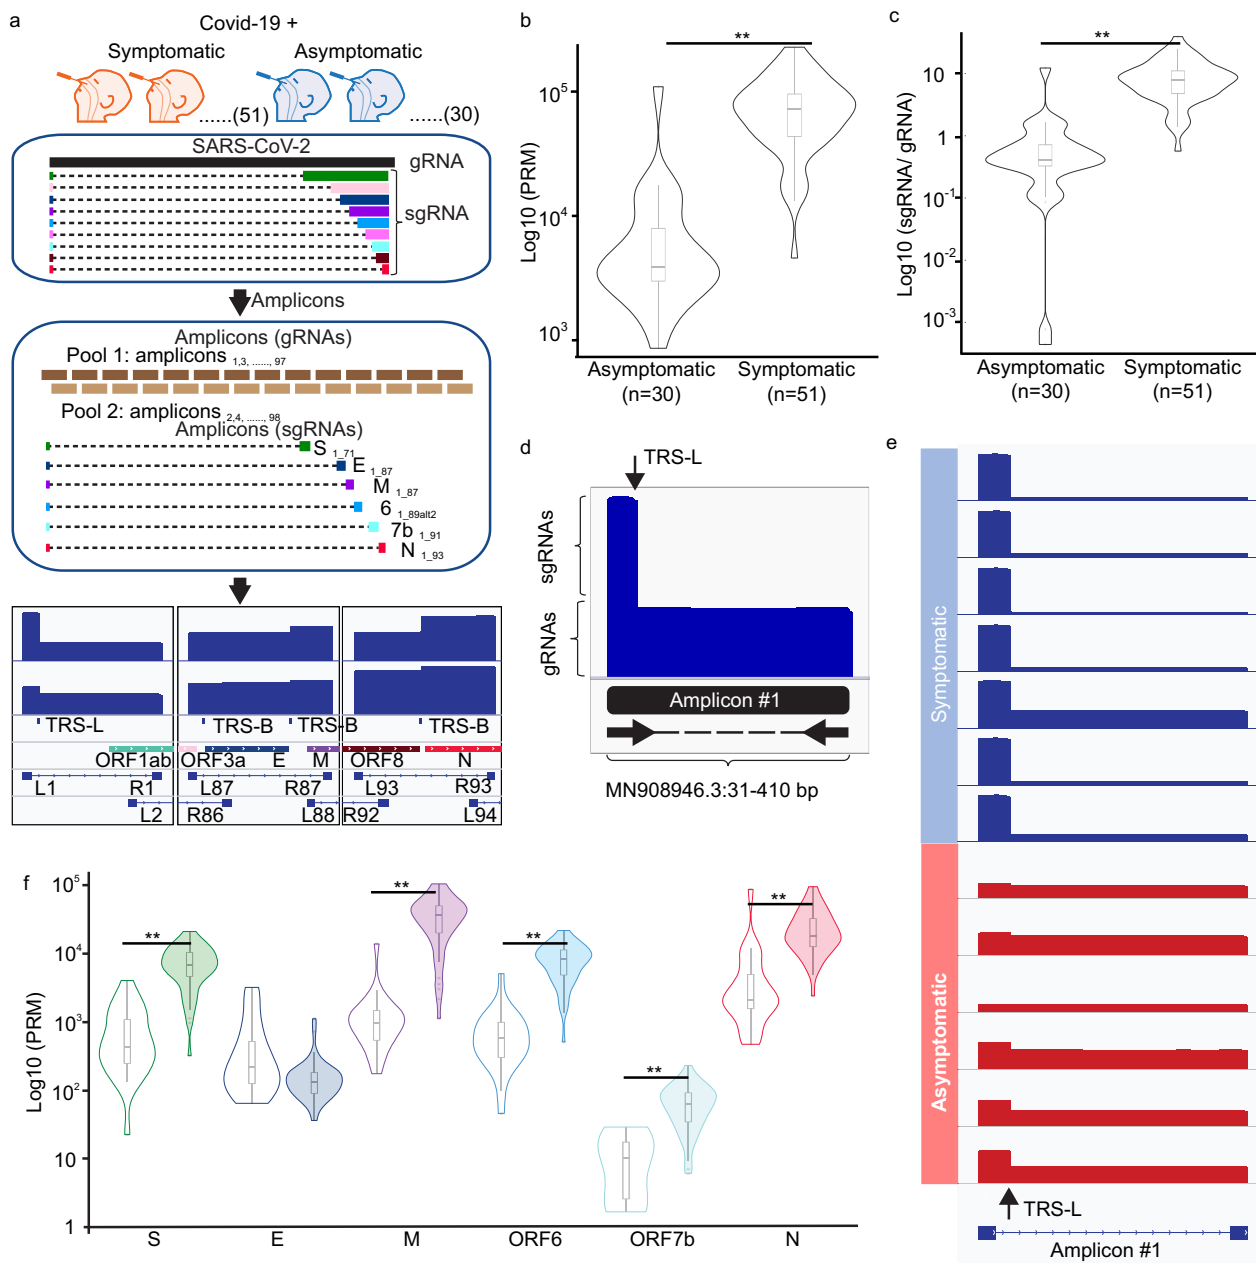 a
Covid-19 +
Symptomatic
Asymptomatic
......(51)
......(30)
SARS-CoV-2
gRNA
sgRNA
Amplicons
Amplicons (gRNAs)
Pool 1: amplicons 1,3, ......, 97
Pool 2: amplicons 2,4, ......, 98
Amplicons (sgRNAs)
S 1_71
E 1_87
M 1_87
6 1_89alt2
7b 1_91
N 1_93
TRS-L
TRS-B
TRS-B
TRS-B
ORF1ab
ORF3a
E
M
ORF8
N
L1
R1
L87
R87
L93
R93
L2
R86
L88
R92
L94
b
**
Log10 (PRM)
10^5
10^4
10^3
Asymptomatic
(n=30)
Symptomatic
(n=51)
c
**
Log10 (sgRNA/ gRNA)
10
1
10^-1
10^-2
10^-3
Asymptomatic
(n=30)
Symptomatic
(n=51)
d
TRS-L
sgRNAs
gRNAs
Amplicon #1
MN908946.3:31-410 bp
e
Symptomatic
Asymptomatic
TRS-L
Amplicon #1
f
Log10 (PRM)
10^5
10^4
10^3
10^2
10
1
**
**
**
**
**
S
E
M
ORF6
ORF7b
N